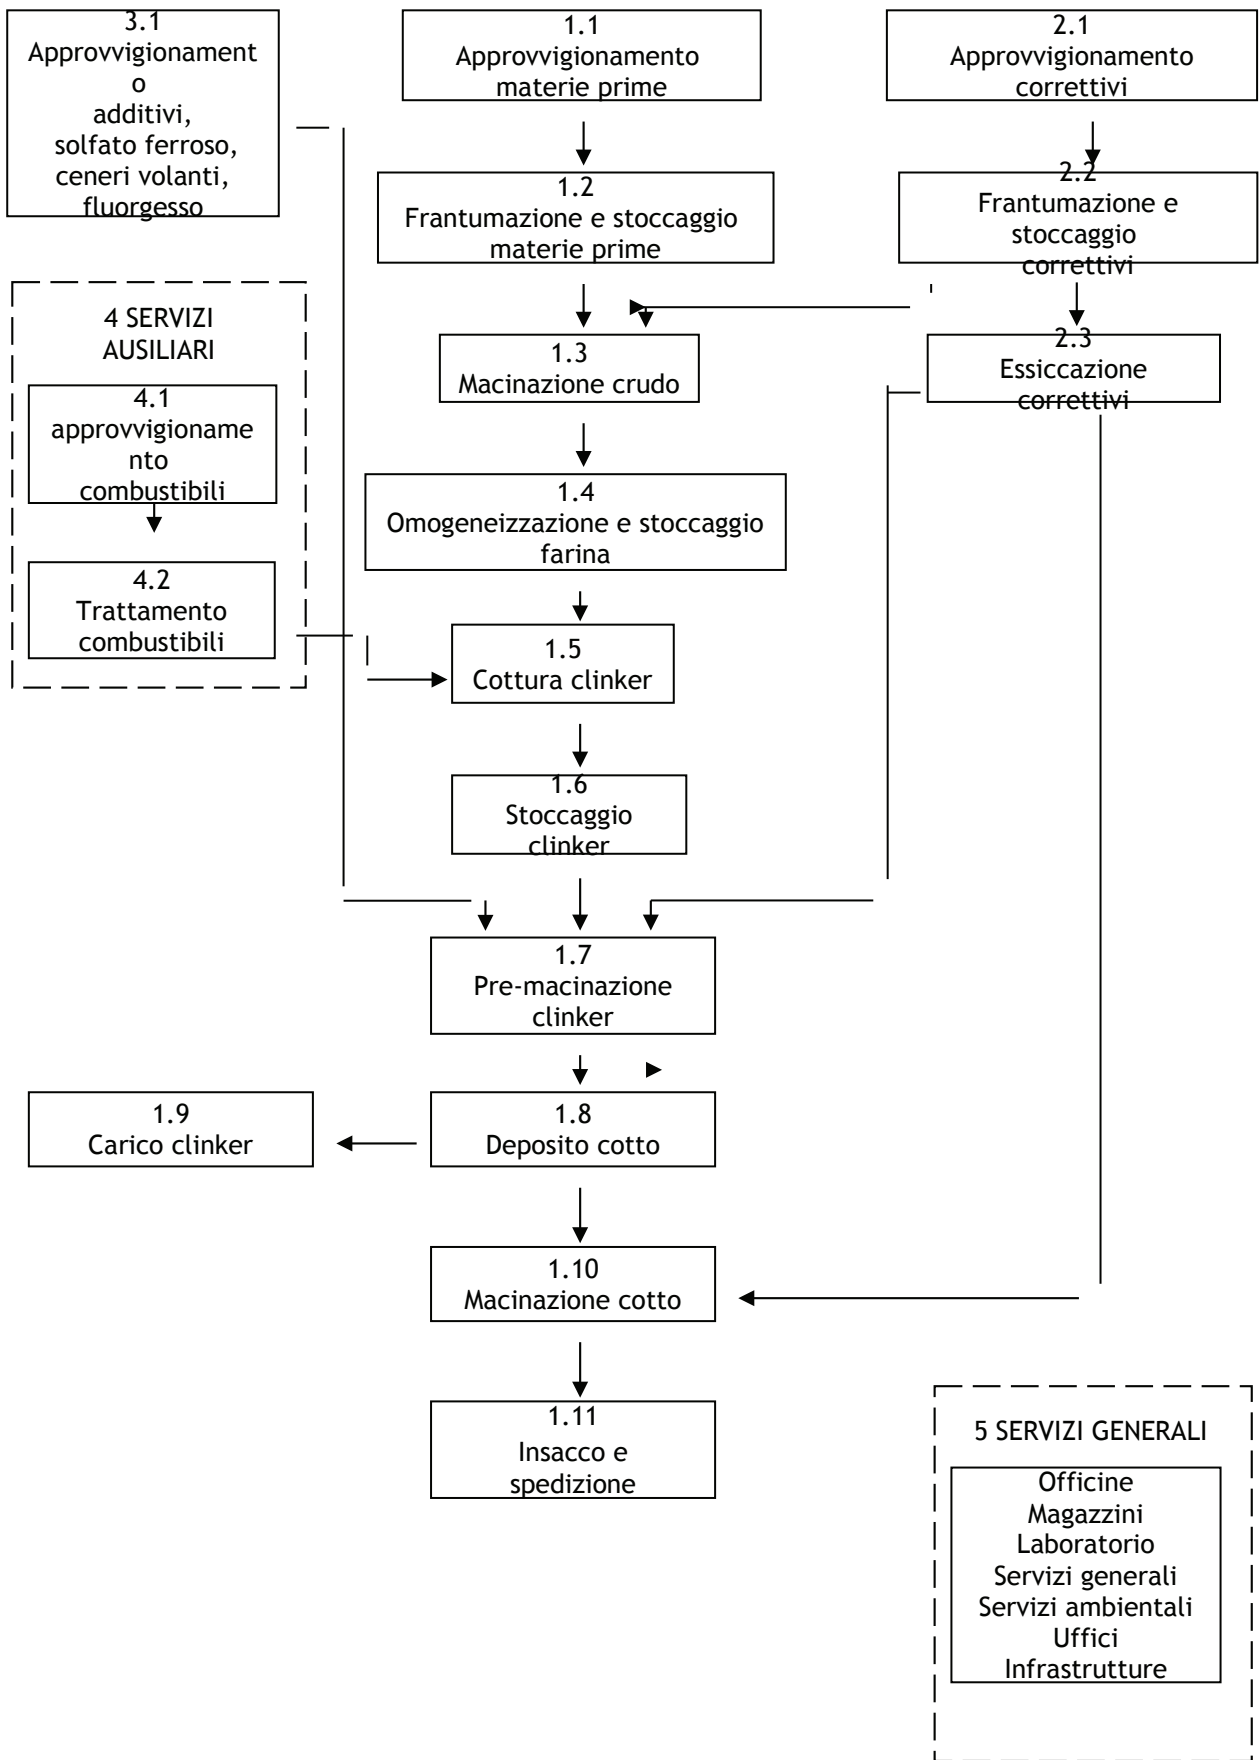 3.1
Approvvigionament
o
additivi,
solfato ferroso,
ceneri volanti,
fluorgesso
1.1
Approvvigionamento
materie prime
2.1
Approvvigionamento
correttivi
1.2
Frantumazione e stoccaggio
materie prime
2.2
Frantumazione e
stoccaggio
correttivi
4 SERVIZI
AUSILIARI
4.1
approvvigioname
nto
combustibili
4.2
Trattamento
combustibili
1.3
Macinazione crudo
2.3
Essiccazione
correttivi
1.4
Omogeneizzazione e stoccaggio
farina
1.5
Cottura clinker
1.6
Stoccaggio
clinker
1.7
Pre-macinazione
clinker
1.9
Carico clinker
1.8
Deposito cotto
1.10
Macinazione cotto
1.11
Insacco e
spedizione
5 SERVIZI GENERALI
Officine
Magazzini
Laboratorio
Servizi generali
Servizi ambientali
Uffici
Infrastrutture